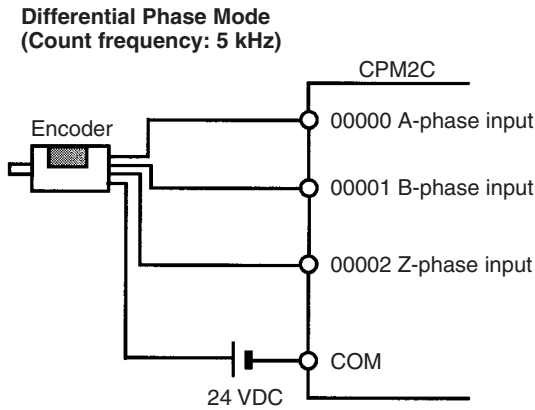 Differential Phase Mode
(Count frequency: 5 kHz)
CPM2C
Encoder
00000 A-phase input
00001 B-phase input
00002 Z-phase input
COM
24 VDC